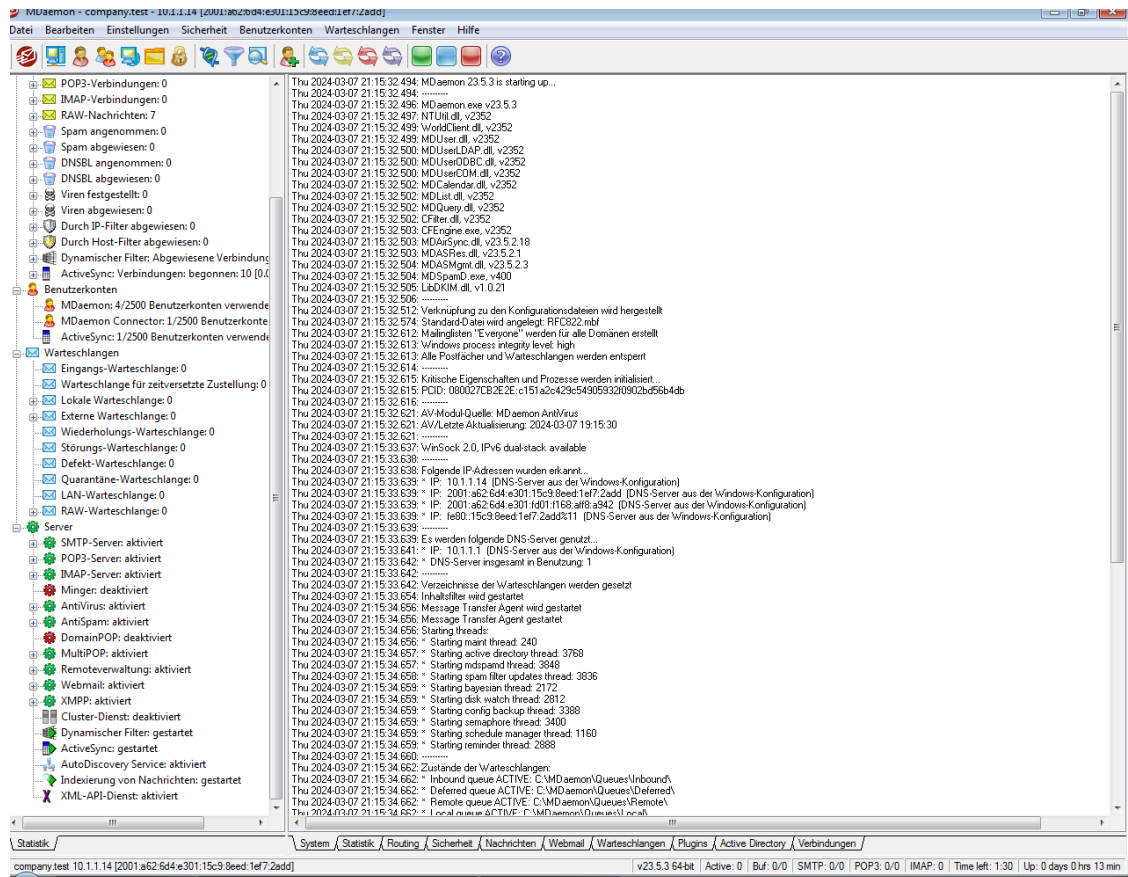 MDaemon - company.test - 10.1.1.14 [2001:a62:6d4:e301:15c9:8eed:1ef7:2add]
Datei Bearbeiten Einstellungen Sicherheit Benutzerkonten Warteschlangen Fenster Hilfe
POP3-Verbindungen: 0
IMAP-Verbindungen: 0
RAW-Nachrichten: 7
Spam angenommen: 0
Spam abgewiesen: 0
DNSBL angenommen: 0
DNSBL abgewiesen: 0
Viren festgestellt: 0
Viren abgewiesen: 0
Durch IP-Filter abgewiesen: 0
Durch Host-Filter abgewiesen: 0
Dynamischer Filter: Abgewiesene Verbindung
ActiveSync: Verbindungen: begonnen: 10 [0.0
Benutzerkonten
MDaemon: 4/2500 Benutzerkonten verwende
MDaemon Connector: 1/2500 Benutzerkonte
ActiveSync: 1/2500 Benutzerkonten verwende
Warteschlangen
Eingangs-Warteschlange: 0
Warteschlange für zeitversetzte Zustellung: 0
Lokale Warteschlange: 0
Externe Warteschlange: 0
Wiederholungs-Warteschlange: 0
Störungs-Warteschlange: 0
Defekt-Warteschlange: 0
Quarantäne-Warteschlange: 0
LAN-Warteschlange: 0
RAW-Warteschlange: 0
Server
SMTP-Server: aktiviert
POP3-Server: aktiviert
IMAP-Server: aktiviert
Minger: deaktiviert
AntiVirus: aktiviert
AntiSpam: aktiviert
DomainPOP: deaktiviert
MultiPOP: aktiviert
Remoteverwaltung: aktiviert
Webmail: aktiviert
XMPP: aktiviert
Cluster-Dienst: deaktiviert
Dynamischer Filter: gestartet
ActiveSync: gestartet
AutoDiscovery Service: aktiviert
Indexierung von Nachrichten: gestartet
XML-API-Dienst: aktiviert
Statistik
Thu 2024-03-07 21:15:32.494: MDaemon 23.5.3 is starting up...
Thu 2024-03-07 21:15:32.494: ----------
Thu 2024-03-07 21:15:32.496: MDaemon.exe v23.5.3
Thu 2024-03-07 21:15:32.497: NTUtil.dll, v2352
Thu 2024-03-07 21:15:32.499: WorldClient.dll, v2352
Thu 2024-03-07 21:15:32.499: MDUser.dll, v2352
Thu 2024-03-07 21:15:32.500: MDUserLDAP.dll, v2352
Thu 2024-03-07 21:15:32.500: MDUserODBC.dll, v2352
Thu 2024-03-07 21:15:32.500: MDUserCOM.dll, v2352
Thu 2024-03-07 21:15:32.502: MDCalendar.dll, v2352
Thu 2024-03-07 21:15:32.502: MDList.dll, v2352
Thu 2024-03-07 21:15:32.502: MDQuery.dll, v2352
Thu 2024-03-07 21:15:32.502: CFilter.dll, v2352
Thu 2024-03-07 21:15:32.503: CFEngine.exe, v2352
Thu 2024-03-07 21:15:32.503: MDAirSync.dll, v23.5.2.18
Thu 2024-03-07 21:15:32.503: MDASRes.dll, v23.5.2.1
Thu 2024-03-07 21:15:32.504: MDASMgmt.dll, v23.5.2.3
Thu 2024-03-07 21:15:32.504: MDSpamD.exe, v400
Thu 2024-03-07 21:15:32.505: LibDKIM.dll, v1.0.21
Thu 2024-03-07 21:15:32.506: ----------
Thu 2024-03-07 21:15:32.512: Verknüpfung zu den Konfigurationsdateien wird hergestellt
Thu 2024-03-07 21:15:32.574: Standard-Datei wird angelegt: RFC822.mbf
Thu 2024-03-07 21:15:32.612: Mailinglisten "Everyone" werden für alle Domänen erstellt
Thu 2024-03-07 21:15:32.613: Windows process integrity level: high
Thu 2024-03-07 21:15:32.613: Alle Postfächer und Warteschlangen werden entsperrt
Thu 2024-03-07 21:15:32.614: ----------
Thu 2024-03-07 21:15:32.615: Kritische Eigenschaften und Prozesse werden initialisiert...
Thu 2024-03-07 21:15:32.615: PCID: 080027CB2E2E:c151a2c429c54905932f0902bd56b4db
Thu 2024-03-07 21:15:32.616: ----------
Thu 2024-03-07 21:15:32.621: AV-Modul-Quelle: MDaemon AntiVirus
Thu 2024-03-07 21:15:32.621: AV/Letzte Aktualisierung: 2024-03-07 19:15:30
Thu 2024-03-07 21:15:32.621: ----------
Thu 2024-03-07 21:15:33.637: WinSock 2.0, IPv6 dual-stack available
Thu 2024-03-07 21:15:33.638: ----------
Thu 2024-03-07 21:15:33.638: Folgende IP-Adressen wurden erkannt...
Thu 2024-03-07 21:15:33.639: * IP: 10.1.1.14 (DNS-Server aus der Windows-Konfiguration)
Thu 2024-03-07 21:15:33.639: * IP: 2001:a62:6d4:e301:15c9:8eed:1ef7:2add (DNS-Server aus der Windows-Konfiguration)
Thu 2024-03-07 21:15:33.639: * IP: 2001:a62:6d4:e301:fd01:f168:aff8:a942 (DNS-Server aus der Windows-Konfiguration)
Thu 2024-03-07 21:15:33.639: * IP: fe80::15c9:8eed:1ef7:2add%11 (DNS-Server aus der Windows-Konfiguration)
Thu 2024-03-07 21:15:33.639: ----------
Thu 2024-03-07 21:15:33.639: Es werden folgende DNS-Server genutzt...
Thu 2024-03-07 21:15:33.641: * IP: 10.1.1.1 (DNS-Server aus der Windows-Konfiguration)
Thu 2024-03-07 21:15:33.642: * DNS-Server insgesamt in Benutzung: 1
Thu 2024-03-07 21:15:33.642: ----------
Thu 2024-03-07 21:15:33.642: Verzeichnisse der Warteschlangen werden gesetzt
Thu 2024-03-07 21:15:33.654: Inhaltsfilter wird gestartet
Thu 2024-03-07 21:15:34.656: Message Transfer Agent wird gestartet
Thu 2024-03-07 21:15:34.656: Message Transfer Agent gestartet
Thu 2024-03-07 21:15:34.656: Starting threads:
Thu 2024-03-07 21:15:34.656: * Starting maint thread: 240
Thu 2024-03-07 21:15:34.657: * Starting active directory thread: 3768
Thu 2024-03-07 21:15:34.657: * Starting mdspamd thread: 3848
Thu 2024-03-07 21:15:34.658: * Starting spam filter updates thread: 3836
Thu 2024-03-07 21:15:34.659: * Starting bayesian thread: 2172
Thu 2024-03-07 21:15:34.659: * Starting disk watch thread: 2812
Thu 2024-03-07 21:15:34.659: * Starting config backup thread: 3388
Thu 2024-03-07 21:15:34.659: * Starting semaphore thread: 3400
Thu 2024-03-07 21:15:34.659: * Starting schedule manager thread: 1160
Thu 2024-03-07 21:15:34.659: * Starting reminder thread: 2888
Thu 2024-03-07 21:15:34.660: ----------
Thu 2024-03-07 21:15:34.662: Zustände der Warteschlangen:
Thu 2024-03-07 21:15:34.662: * Inbound queue ACTIVE: C:\MDaemon\Queues\Inbound\
Thu 2024-03-07 21:15:34.662: * Deferred queue ACTIVE: C:\MDaemon\Queues\Deferred\
Thu 2024-03-07 21:15:34.662: * Remote queue ACTIVE: C:\MDaemon\Queues\Remote\
Thu 2024-03-07 21:15:34.662: * Local queue ACTIVE: C:\MDaemon\Queues\Local\
System Statistik Routing Sicherheit Nachrichten Webmail Warteschlangen Plugins Active Directory Verbindungen
company.test 10.1.1.14 [2001:a62:6d4:e301:15c9:8eed:1ef7:2add] v23.5.3 64-bit Active: 0 Buf: 0/0 SMTP: 0/0 POP3: 0/0 IMAP: 0 Time left: 1:30 Up: 0 days 0 hrs 13 min